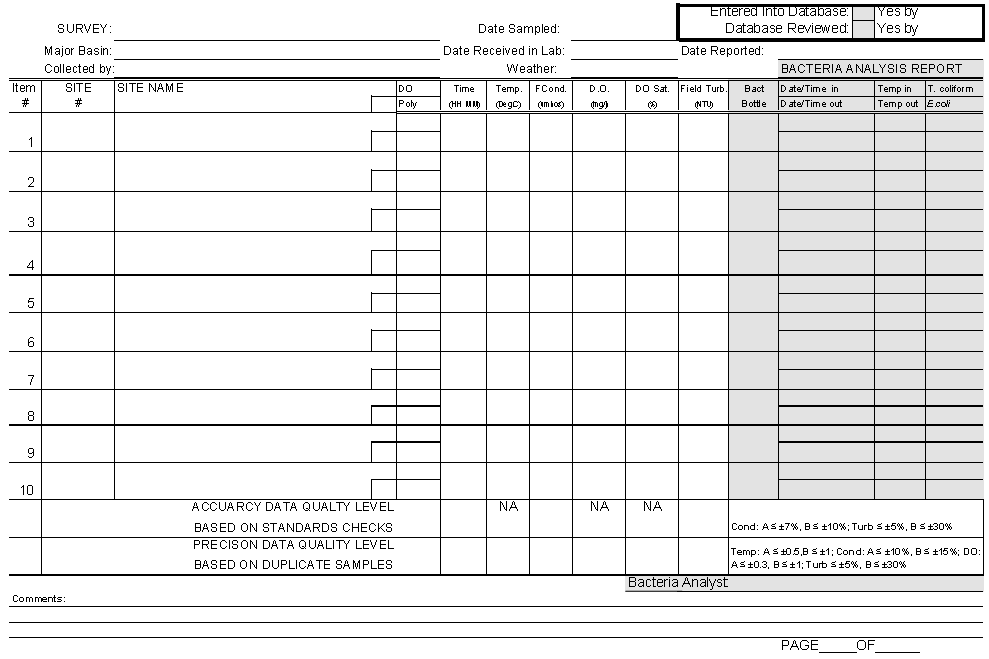 Entered Into Database: Yes by
SURVEY: Date Sampled: Database Reviewed: Yes by
Major Basin: Date Received in Lab: Date Reported:
Collected by: Weather: BACTERIA ANALYSIS REPORT
Item SITE SITE NAME DO Time Temp. FCond. D.O. DO Sat. Field Turb. Bact Date/Time in Temp in T. coliform
# # Poly (HH MM) (DegC) (µmhos) (mg/l) (%) (NTU) Bottle Date/Time out Temp out E.coli
1
2
3
4
5
6
7
8
9
10
ACCUARCY DATA QUALTY LEVEL NA NA NA
BASED ON STANDARDS CHECKS Cond: A ≤ ±7%, B ≤ ±10%; Turb ≤ ±5%, B ≤ ±30%
PRECISON DATA QUALITY LEVEL Temp: A ≤ ±0.5,B ≤ ±1; Cond: A ≤ ±10%, B ≤ ±15%; DO:
BASED ON DUPLICATE SAMPLES A ≤ ±0.3, B ≤ ±1; Turb ≤ ±5%, B ≤ ±30%
Bacteria Analyst
Comments:
PAGE_____OF______